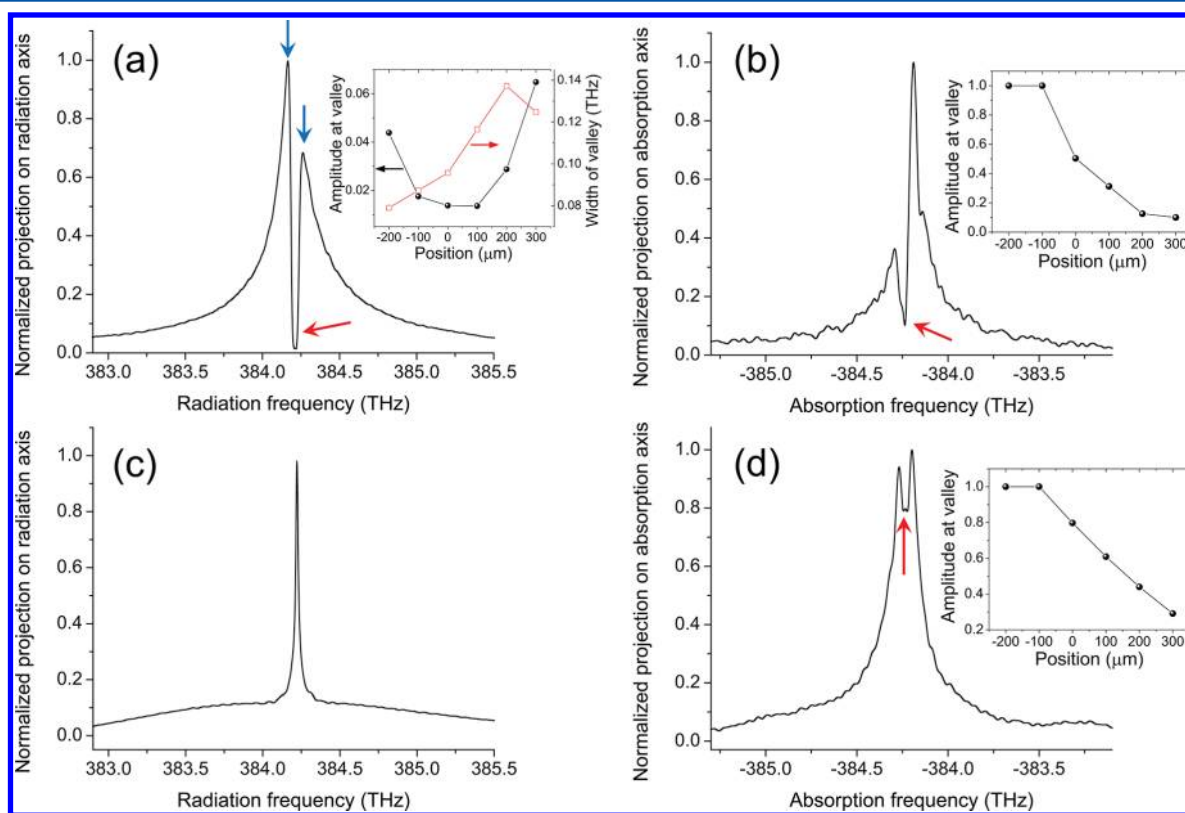 (a)
Normalized projection on radiation axis
1.0
0.8
0.6
0.4
0.2
0.0
383.0 383.5 384.0 384.5 385.0 385.5
Radiation frequency (THz)
Amplitude at valley
0.06
0.04
0.02
0.14
0.12
0.10
0.08
Width of valley (THz)
-200 -100 0 100 200 300
Position (μm)
(b)
Normalized projection on absorption axis
1.0
0.8
0.6
0.4
0.2
0.0
-385.0 -384.5 -384.0 -383.5
Absorption frequency (THz)
Amplitude at valley
1.0
0.8
0.6
0.4
0.2
0.0
-200 -100 0 100 200 300
Position (μm)
(c)
Normalized projection on radiation axis
1.0
0.8
0.6
0.4
0.2
0.0
383.0 383.5 384.0 384.5 385.0 385.5
Radiation frequency (THz)
(d)
Normalized projection on absorption axis
1.0
0.8
0.6
0.4
0.2
0.0
-385.0 -384.5 -384.0 -383.5
Absorption frequency (THz)
Amplitude at valley
1.0
0.8
0.6
0.4
0.2
-200 -100 0 100 200 300
Position (μm)